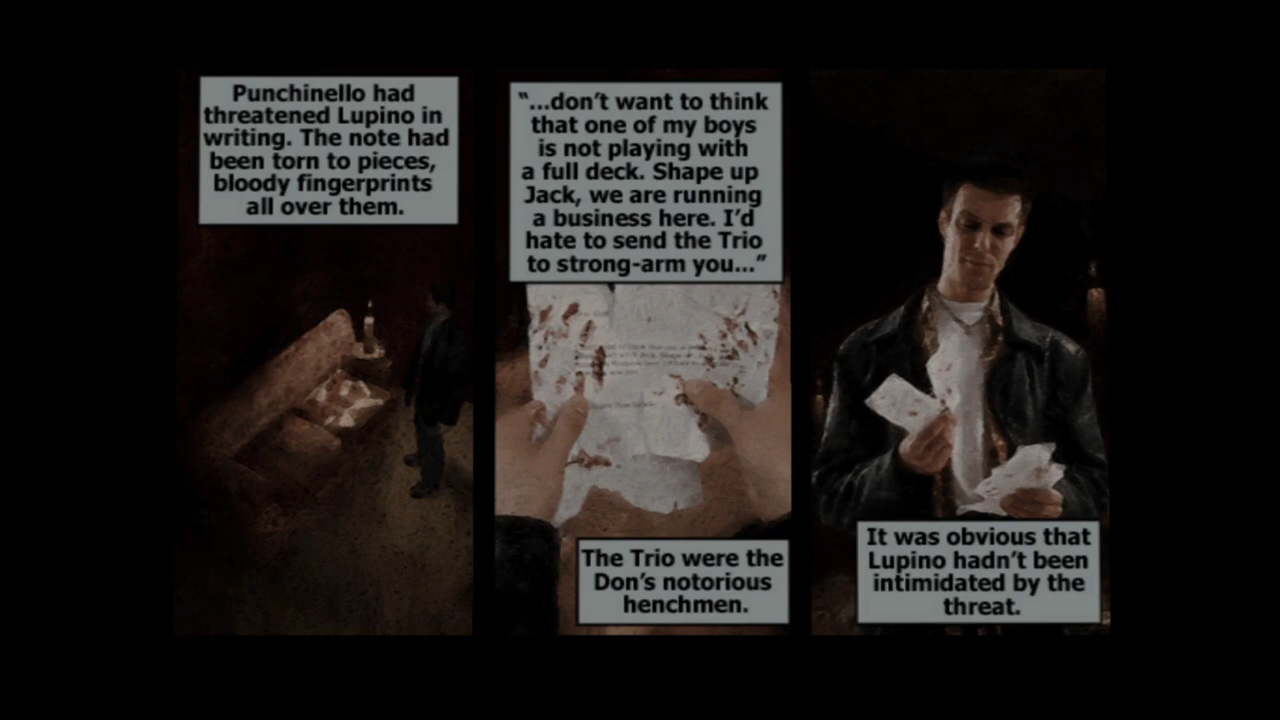 Punchinello had
threatened Lupino in
writing. The note had
been torn to pieces,
bloody fingerprints
all over them.
“...don’t want to think
that one of my boys
is not playing with
a full deck. Shape up
Jack, we are running
a business here. I’d
hate to send the Trio
to strong-arm you...”
The Trio were the
Don’s notorious
henchmen.
It was obvious that
Lupino hadn’t been
intimidated by the
threat.